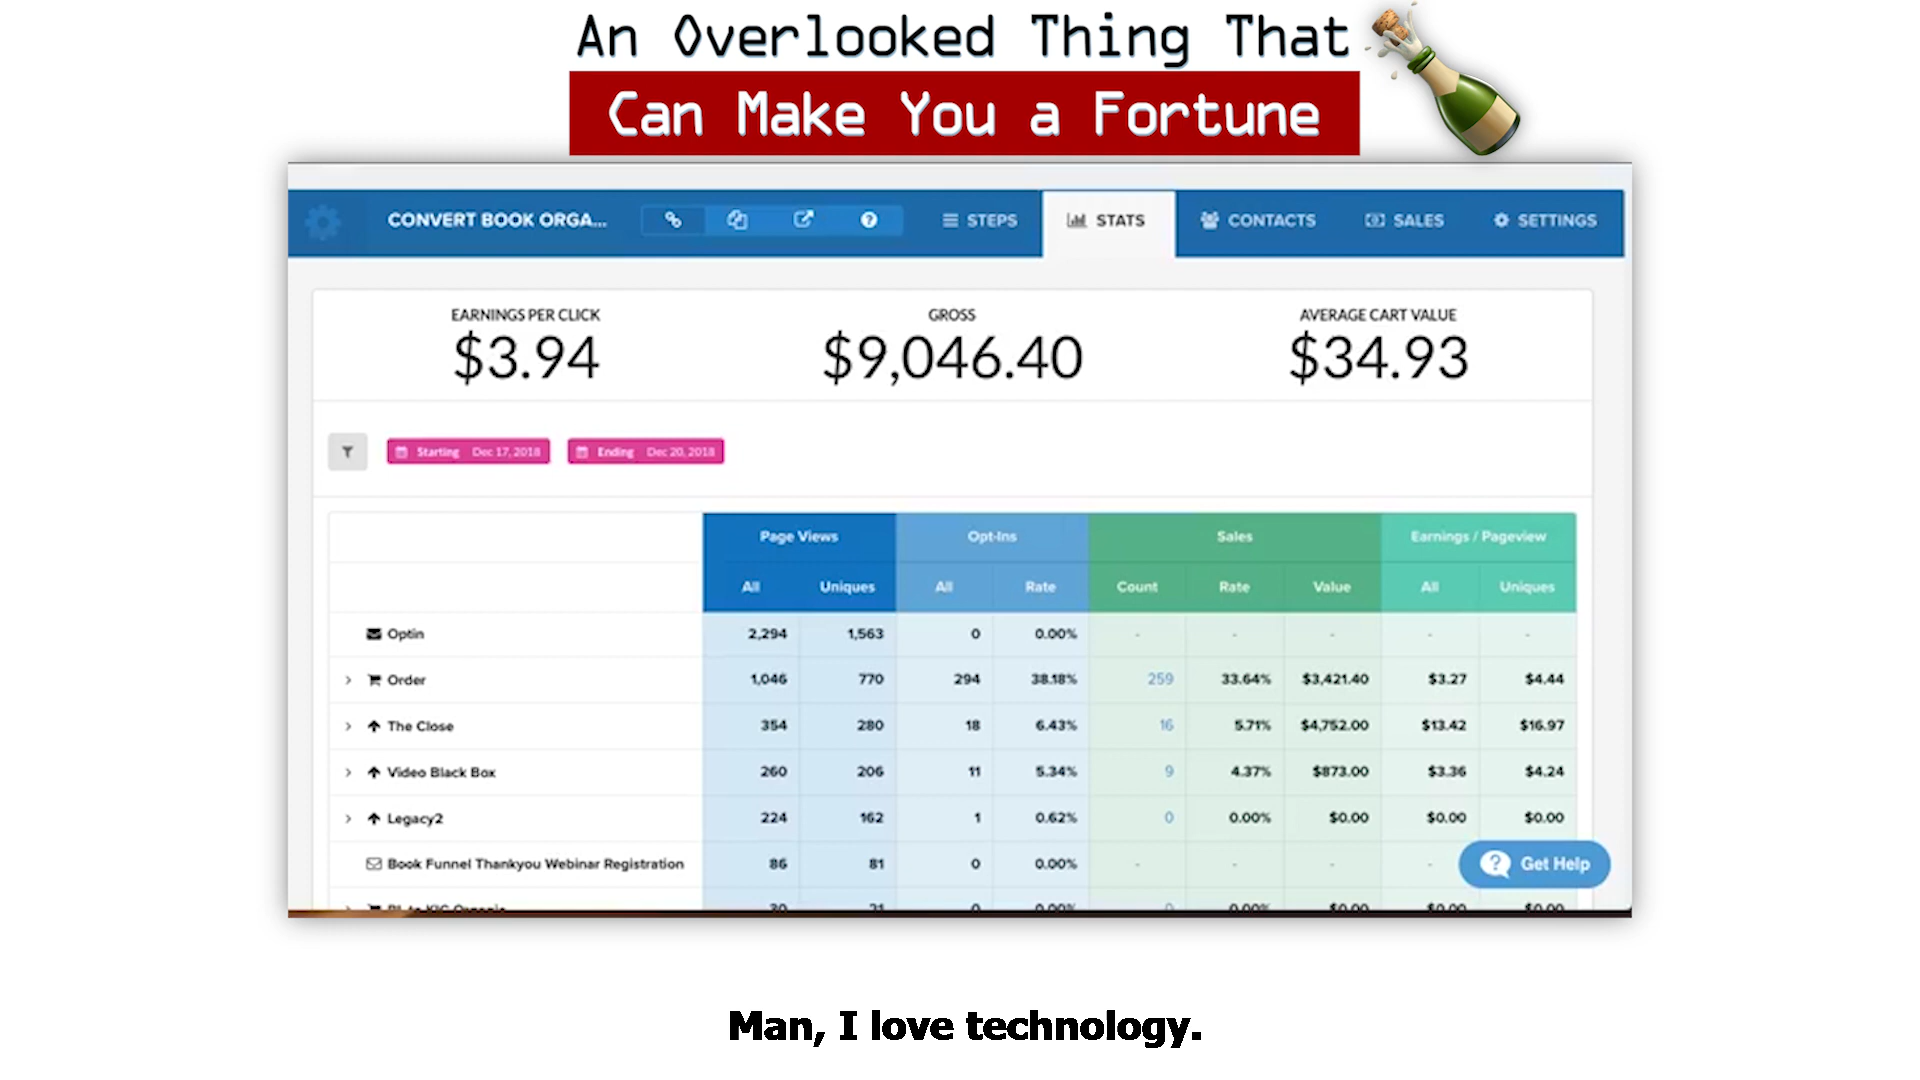 An Overlooked Thing That
Can Make You a Fortune
CONVERT BOOK ORGA... STEPS STATS CONTACTS SALES SETTINGS
EARNINGS PER CLICK GROSS AVERAGE CART VALUE
$3.94 $9,046.40 $34.93
Starting Dec 17, 2018 Ending Dec 20, 2018
Page Views Opt-Ins Sales Earnings / Pageview
All Uniques All Rate Count Rate Value All Uniques
Optin 2,294 1,563 0 0.00% - - - - -
Order 1,046 770 294 38.18% 259 33.64% $3,421.40 $3.27 $4.44
The Close 354 280 18 6.43% 16 5.71% $4,752.00 $13.42 $16.97
Video Black Box 260 206 11 5.34% 9 4.37% $873.00 $3.36 $4.24
Legacy2 224 162 1 0.62% 0 0.00% $0.00 $0.00 $0.00
Book Funnel Thankyou Webinar Registration 86 81 0 0.00% - - - -
Get Help
Man, I love technology.